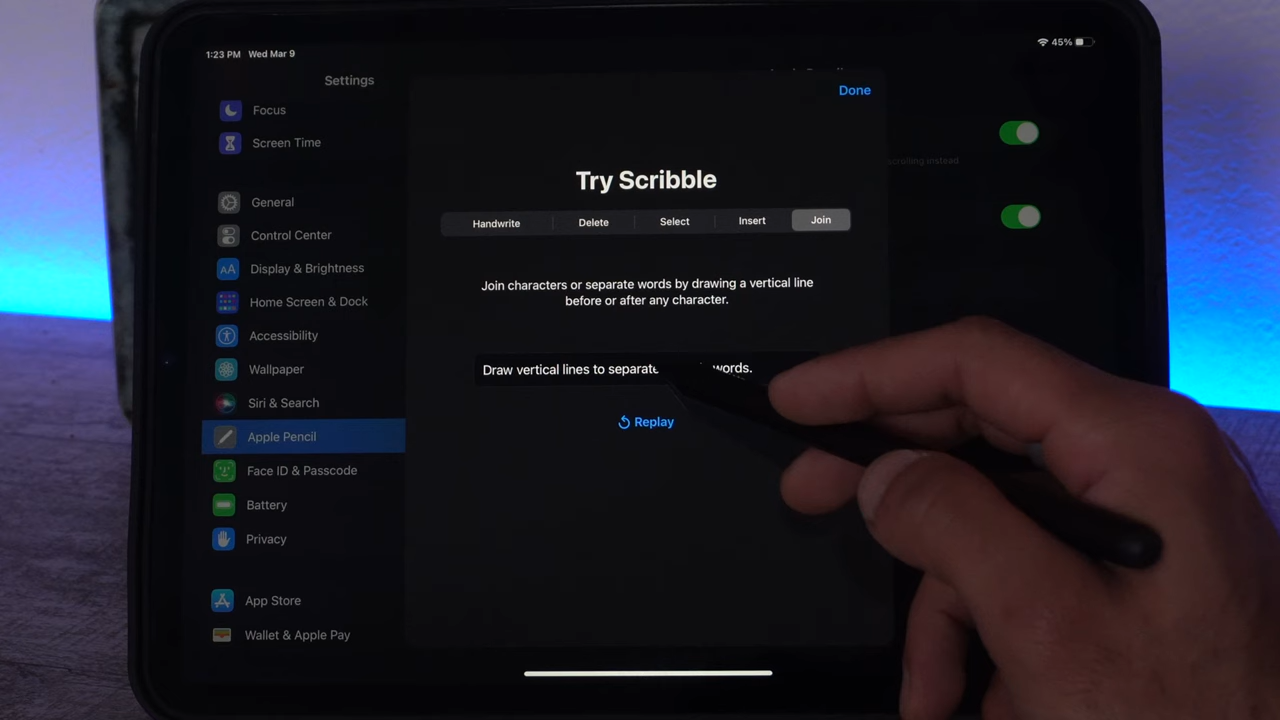 1:23 PM Wed Mar 9
45%
Settings
Done
Focus
Screen Time
scrolling instead
Try Scribble
General
Handwrite Delete Select Insert Join
Control Center
Display & Brightness
Join characters or separate words by drawing a vertical line
before or after any character.
Home Screen & Dock
Accessibility
Wallpaper
Draw vertical lines to separate words.
Siri & Search
Replay
Apple Pencil
Face ID & Passcode
Battery
Privacy
App Store
Wallet & Apple Pay